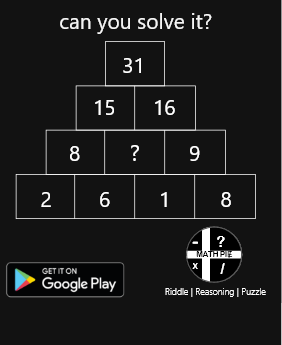 can you solve it?
31
15 16
8 ? 9
2 6 1 8
- ?
MATH PIE
x /
GET IT ON
Google Play
Riddle | Reasoning | Puzzle